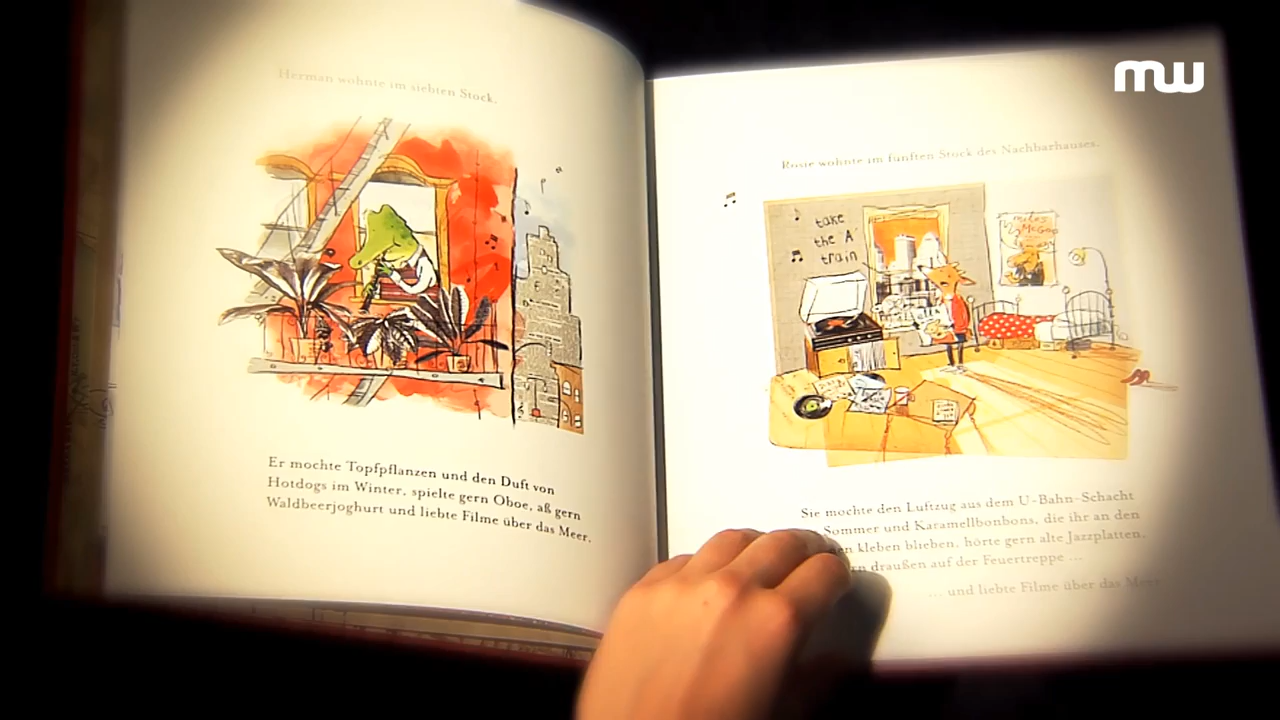 mw
Herman wohnte im siebten Stock.
Er mochte Topfpflanzen und den Duft von
Hotdogs im Winter, spielte gern Oboe, aß gern
Waldbeerjoghurt und liebte Filme über das Meer.
Rosie wohnte im fünften Stock des Nachbarhauses.
take
the 'A'
train
Sie mochte den Luftzug aus dem U-Bahn-Schacht
Sommer und Karamellbonbons, die ihr an den
kleben blieben, hörte gern alte Jazzplatten,
draußen auf der Feuertreppe ...
... und liebte Filme über das Meer